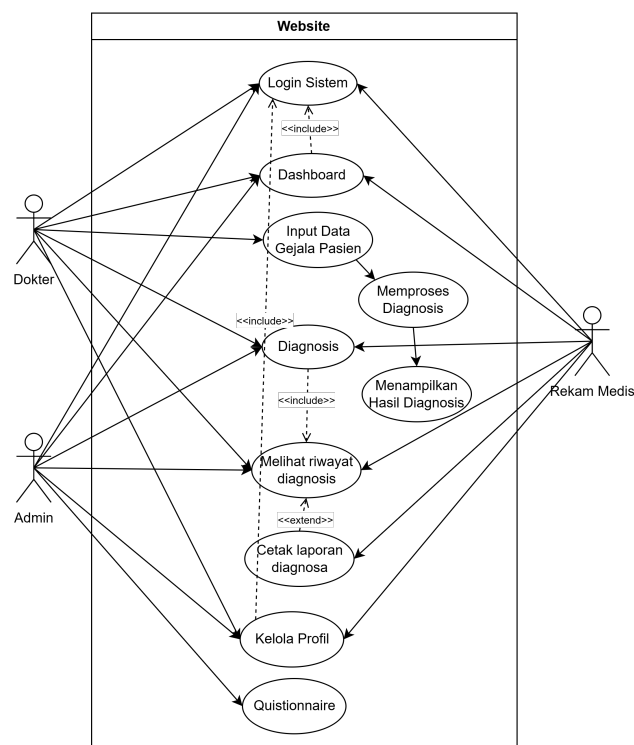 Website
Login Sistem
<<include>>
Dashboard
Input Data
Gejala Pasien
Dokter
Memproses
Diagnosis
<<include>>
Diagnosis
Menampilkan
Hasil Diagnosis
Rekam Medis
<<include>>
Melihat riwayat
diagnosis
Admin
<<extend>>
Cetak laporan
diagnosa
Kelola Profil
Quistionnaire